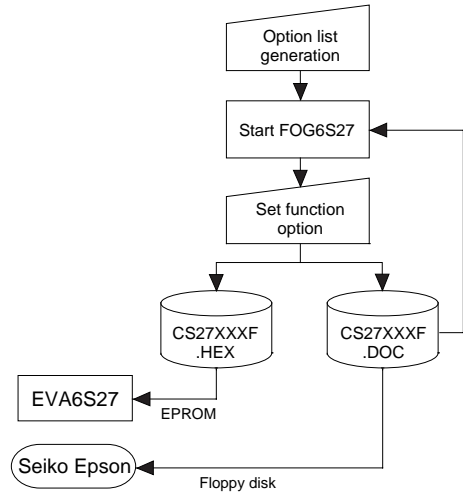 Option list
generation
Start FOG6S27
Set function
option
CS27XXXF
.HEX
CS27XXXF
.DOC
EVA6S27
EPROM
Seiko Epson
Floppy disk